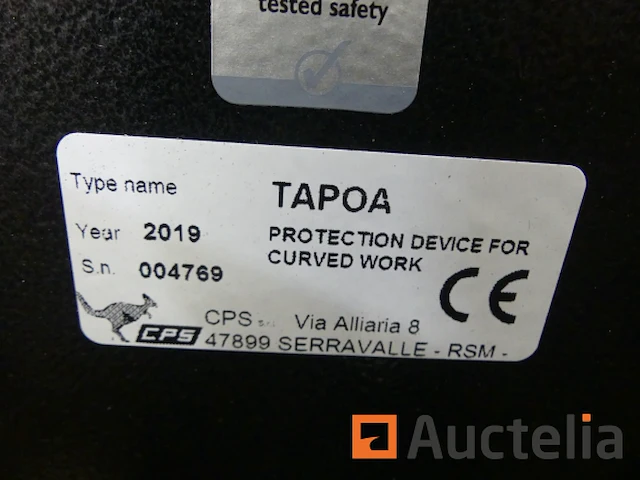 tested safety
Type name TAPOA
Year 2019 PROTECTION DEVICE FOR
S.n. 004769 CURVED WORK
CE
CPS CPS s.r.l. Via Alliaria 8
47899 SERRAVALLE - RSM -
Auctelia